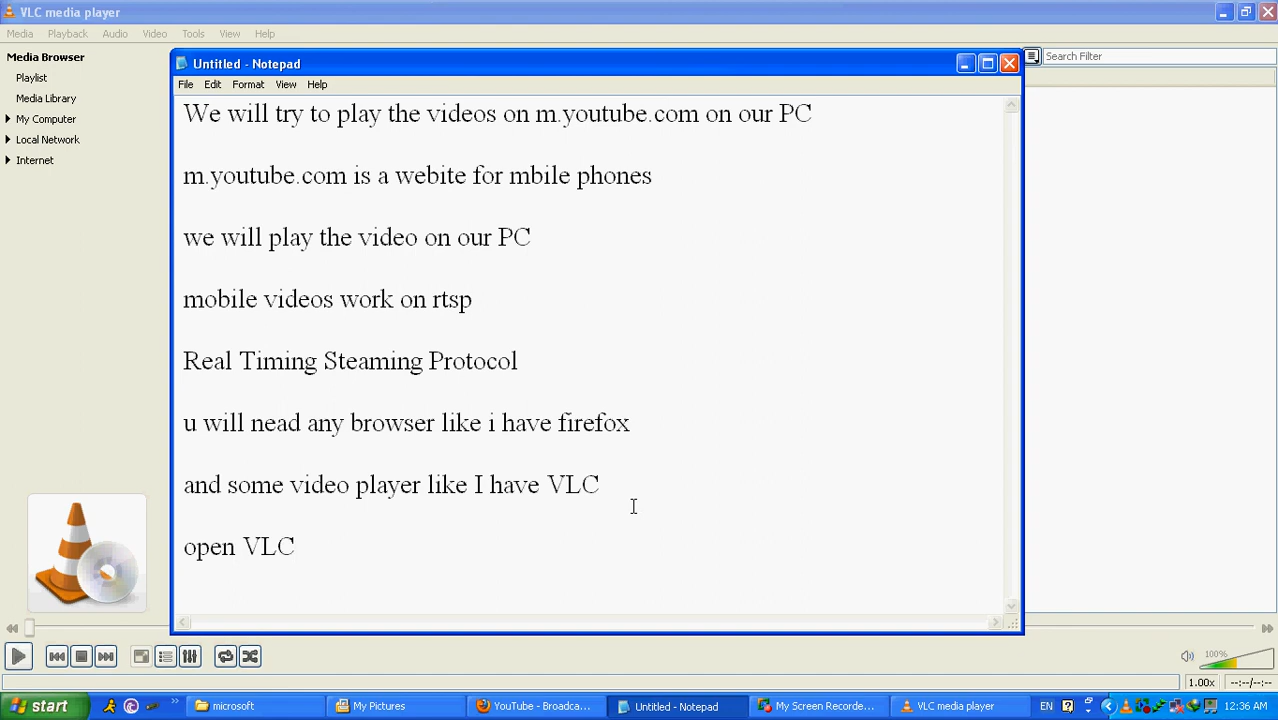 VLC media player
Media Playback Audio Video Tools View Help
Media Browser
Playlist
Media Library
My Computer
Local Network
Internet
Untitled - Notepad
File Edit Format View Help
Search Filter
We will try to play the videos on m.youtube.com on our PC
m.youtube.com is a webite for mbile phones
we will play the video on our PC
mobile videos work on rtsp
Real Timing Steaming Protocol
u will nead any browser like i have firefox
and some video player like I have VLC
open VLC
100%
1.00x --:--/--:--
start microsoft My Pictures YouTube - Broadca... Untitled - Notepad My Screen Recorde... VLC media player EN 12:36 AM